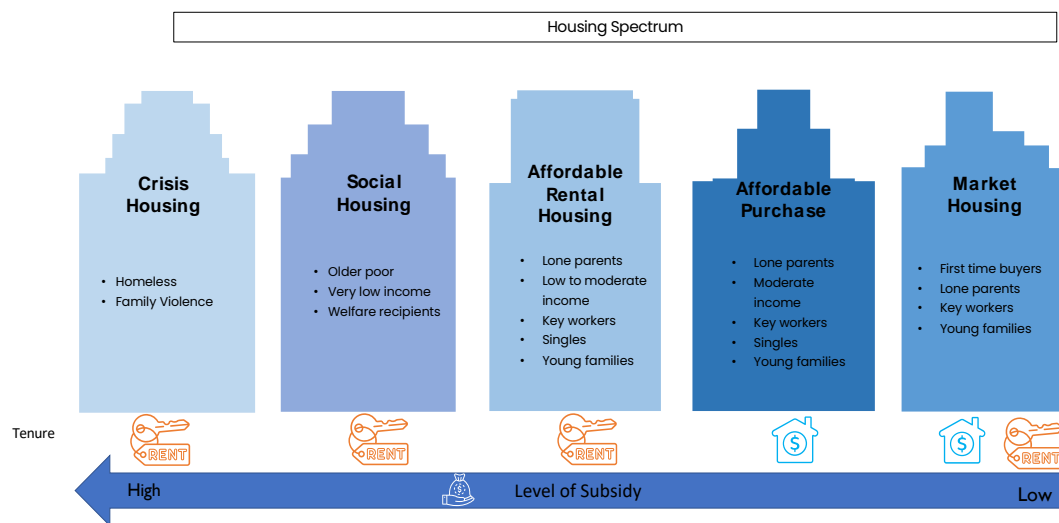 Housing Spectrum
Crisis
Housing
• Homeless
• Family Violence
Social
Housing
• Older poor
• Very low income
• Welfare recipients
Affordable
Rental
Housing
• Lone parents
• Low to moderate
income
• Key workers
• Singles
• Young families
Affordable
Purchase
• Lone parents
• Moderate
income
• Key workers
• Singles
• Young families
Market
Housing
• First time buyers
• Lone parents
• Key workers
• Young families
Tenure
RENT
RENT
RENT
$
$
RENT
High
$
Level of Subsidy
Low